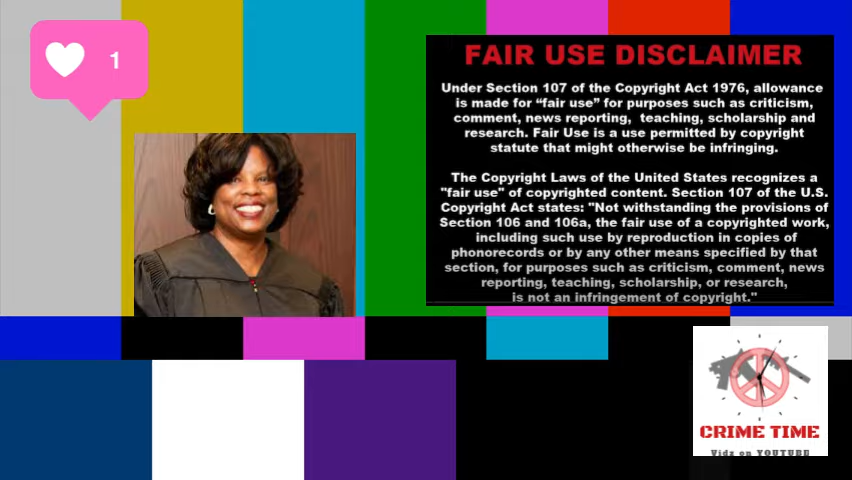 1
FAIR USE DISCLAIMER
Under Section 107 of the Copyright Act 1976, allowance
is made for “fair use” for purposes such as criticism,
comment, news reporting, teaching, scholarship and
research. Fair Use is a use permitted by copyright
statute that might otherwise be infringing.
The Copyright Laws of the United States recognizes a
"fair use" of copyrighted content. Section 107 of the U.S.
Copyright Act states: "Not withstanding the provisions of
Section 106 and 106a, the fair use of a copyrighted work,
including such use by reproduction in copies of
phonorecords or by any other means specified by that
section, for purposes such as criticism, comment, news
reporting, teaching, scholarship, or research,
is not an infringement of copyright."
CRIME TIME
Vidz on YOUTUBE